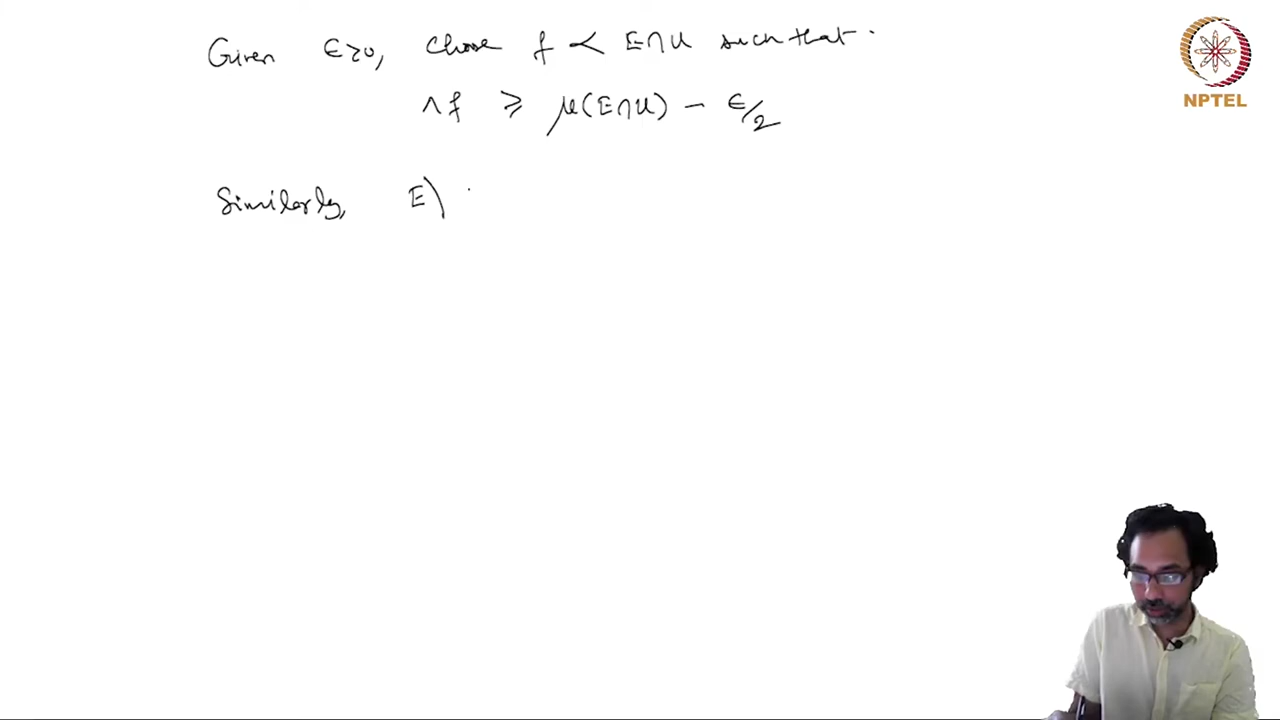 Given ϵ>0, choose f ≺ E∩U such that.
Λf ≥ μ(E∩U) - ϵ/2
Similarly, E\
NPTEL